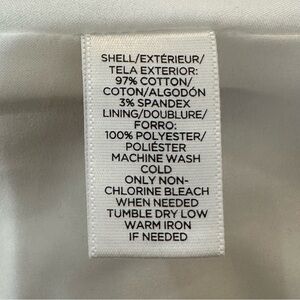 SHELL/EXTÉRIEUR/
TELA EXTERIOR:
97% COTTON/
COTON/ALGODÓN
3% SPANDEX
LINING/DOUBLURE/
FORRO:
100% POLYESTER/
POLIÉSTER
MACHINE WASH
COLD
ONLY NON-
CHLORINE BLEACH
WHEN NEEDED
TUMBLE DRY LOW
WARM IRON
IF NEEDED